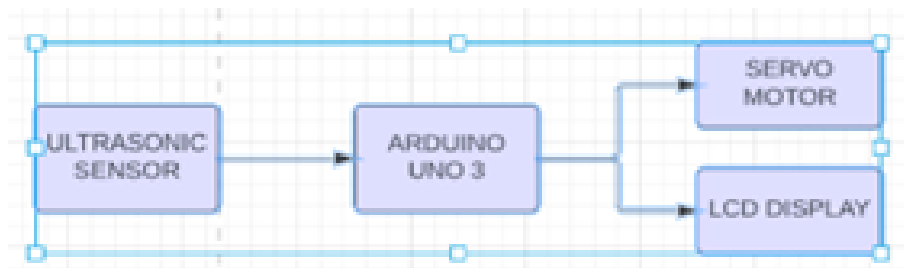 ULTRASONIC
SENSOR
ARDUINO
UNO 3
SERVO
MOTOR
LCD DISPLAY